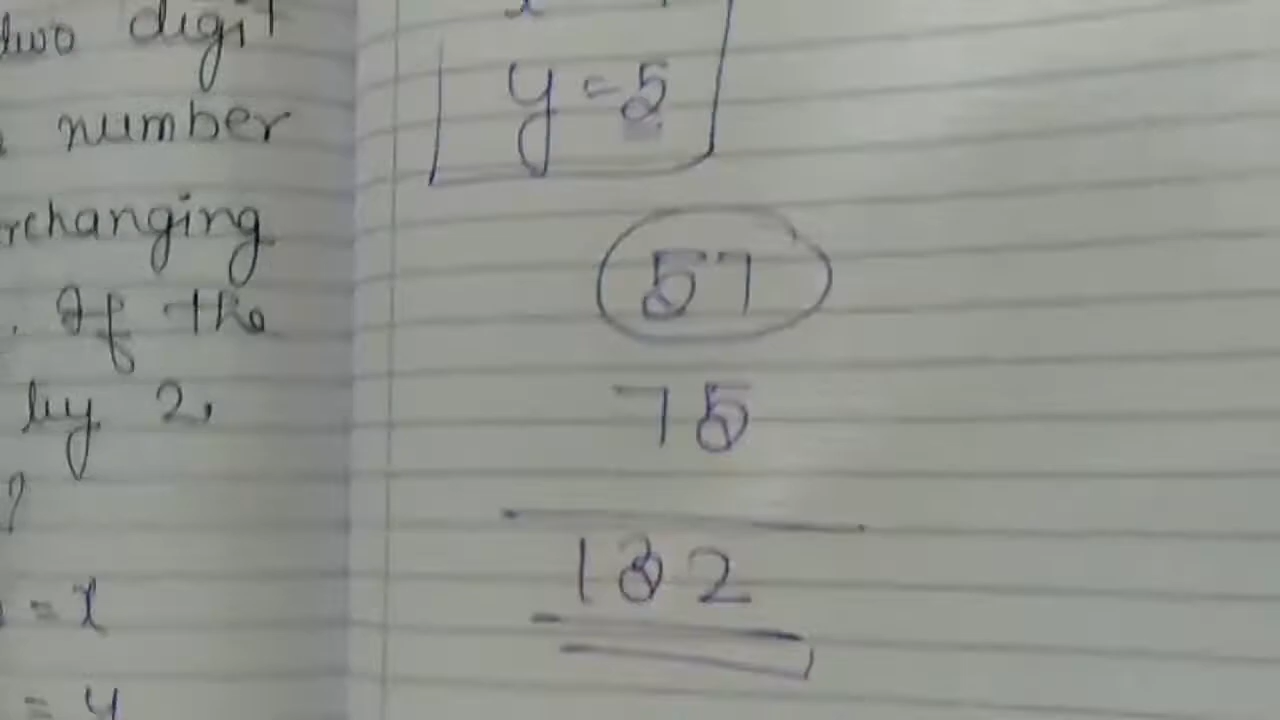 two digit
number
rchanging
. If the
by 2,
?
= x
= y
y = 5
57
75
132